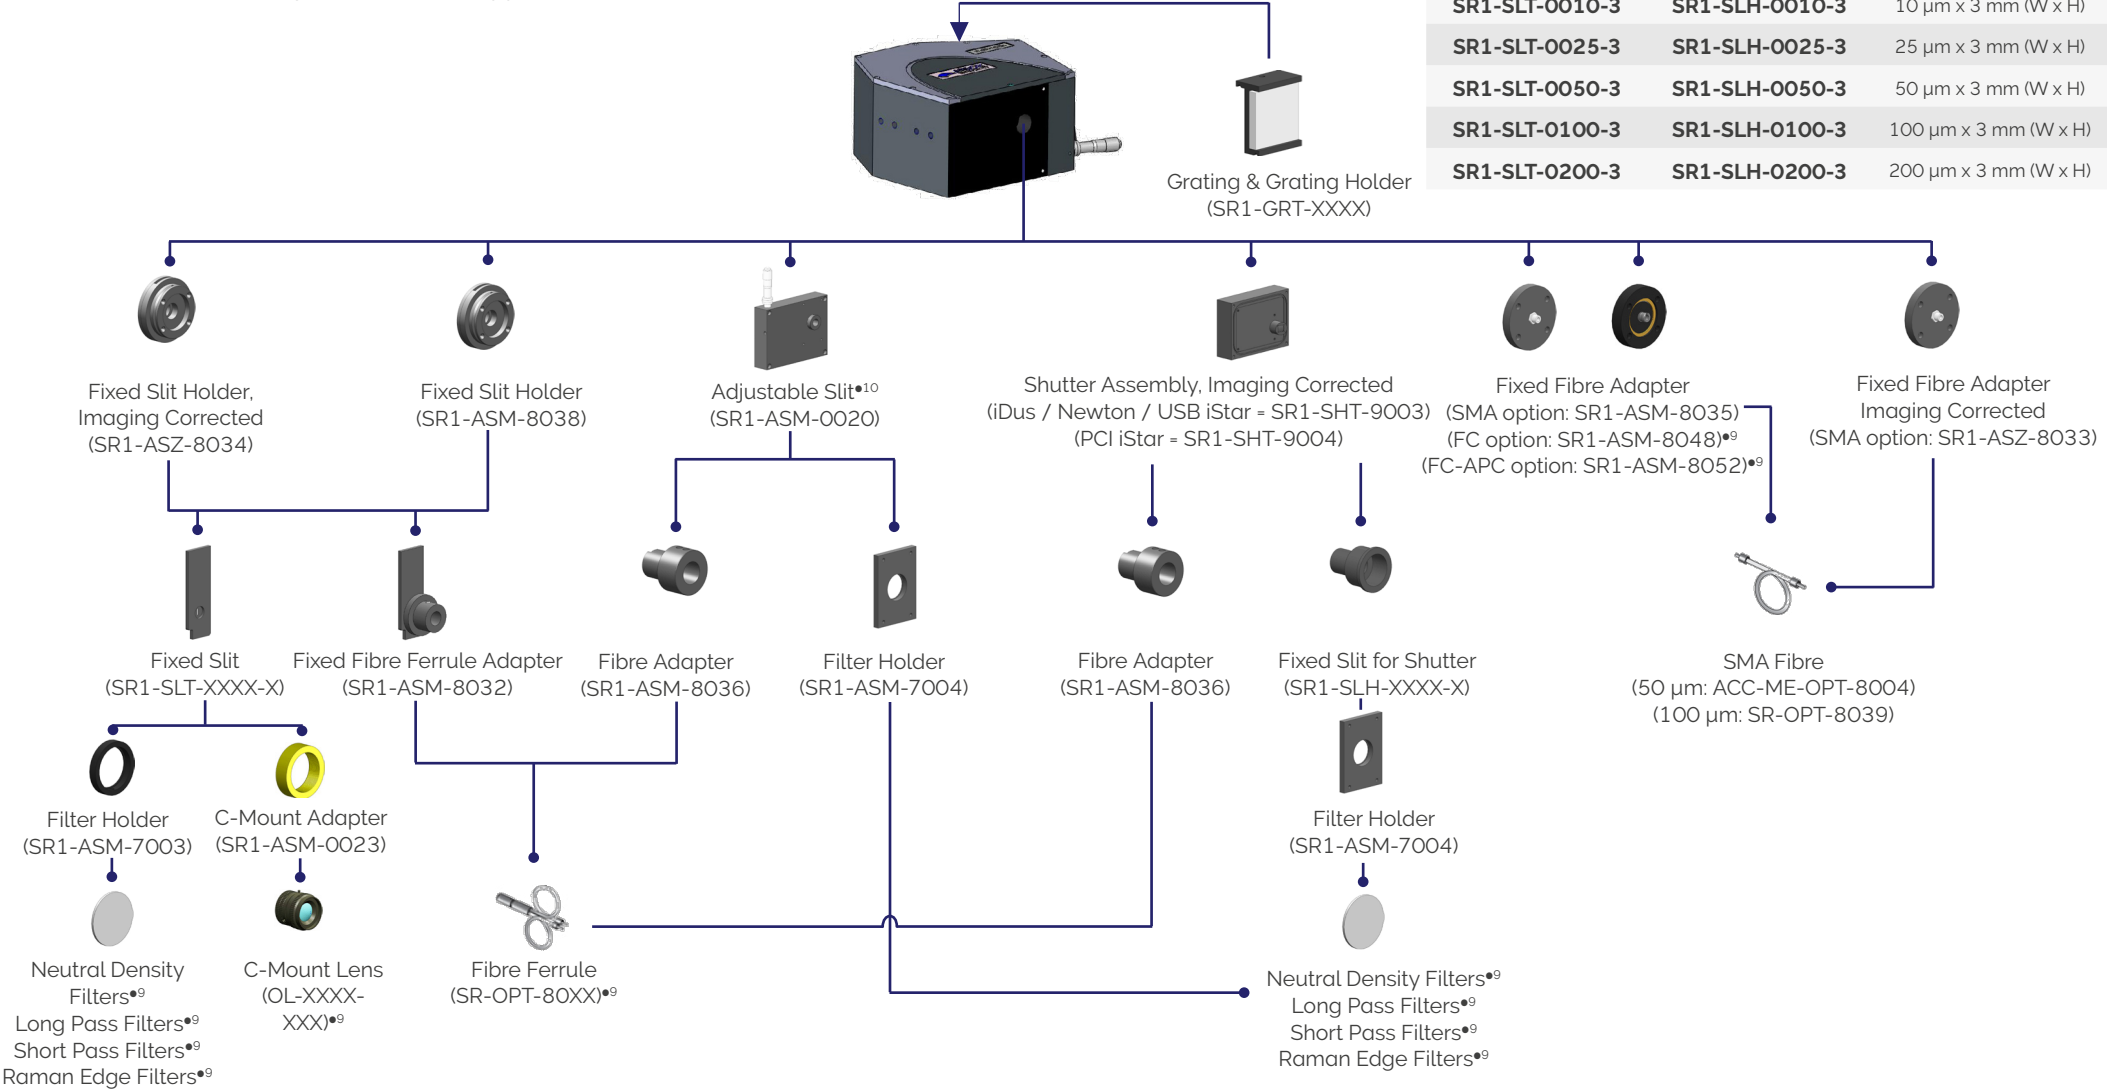 SR1-SLT-0010-3 SR1-SLH-0010-3 10 µm x 3 mm (W x H)
SR1-SLT-0025-3 SR1-SLH-0025-3 25 µm x 3 mm (W x H)
SR1-SLT-0050-3 SR1-SLH-0050-3 50 µm x 3 mm (W x H)
SR1-SLT-0100-3 SR1-SLH-0100-3 100 µm x 3 mm (W x H)
SR1-SLT-0200-3 SR1-SLH-0200-3 200 µm x 3 mm (W x H)
Grating & Grating Holder
(SR1-GRT-XXXX)
Fixed Slit Holder,
Imaging Corrected
(SR1-ASZ-8034)
Fixed Slit Holder
(SR1-ASM-8038)
Adjustable Slit•10
(SR1-ASM-0020)
Shutter Assembly, Imaging Corrected
(iDus / Newton / USB iStar = SR1-SHT-9003)
(PCI iStar = SR1-SHT-9004)
Fixed Fibre Adapter
(SMA option: SR1-ASM-8035)
(FC option: SR1-ASM-8048)•9
(FC-APC option: SR1-ASM-8052)•9
Fixed Fibre Adapter
Imaging Corrected
(SMA option: SR1-ASZ-8033)
Fixed Slit
(SR1-SLT-XXXX-X)
Fixed Fibre Ferrule Adapter
(SR1-ASM-8032)
Fibre Adapter
(SR1-ASM-8036)
Filter Holder
(SR1-ASM-7004)
Fibre Adapter
(SR1-ASM-8036)
Fixed Slit for Shutter
(SR1-SLH-XXXX-X)
SMA Fibre
(50 µm: ACC-ME-OPT-8004)
(100 µm: SR-OPT-8039)
Filter Holder
(SR1-ASM-7003)
C-Mount Adapter
(SR1-ASM-0023)
Filter Holder
(SR1-ASM-7004)
Neutral Density
Filters•9
Long Pass Filters•9
Short Pass Filters•9
Raman Edge Filters•9
C-Mount Lens
(OL-XXXX-
XXX)•9
Fibre Ferrule
(SR-OPT-80XX)•9
Neutral Density Filters•9
Long Pass Filters•9
Short Pass Filters•9
Raman Edge Filters•9